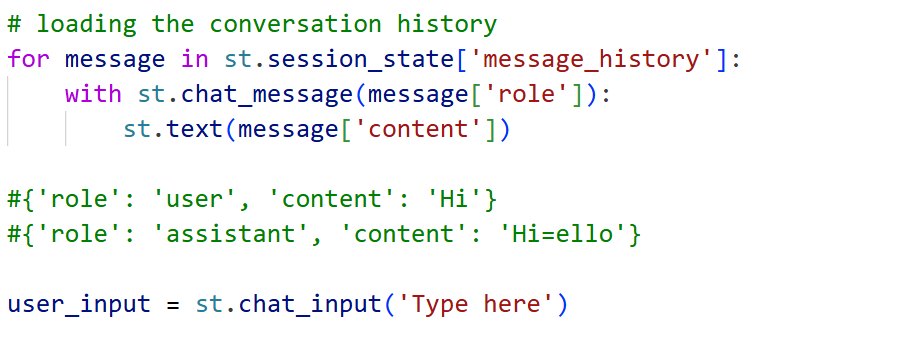 # loading the conversation history
for message in st.session_state['message_history']:
    with st.chat_message(message['role']):
        st.text(message['content'])
#{'role': 'user', 'content': 'Hi'}
#{'role': 'assistant', 'content': 'Hi=ello'}
user_input = st.chat_input('Type here')